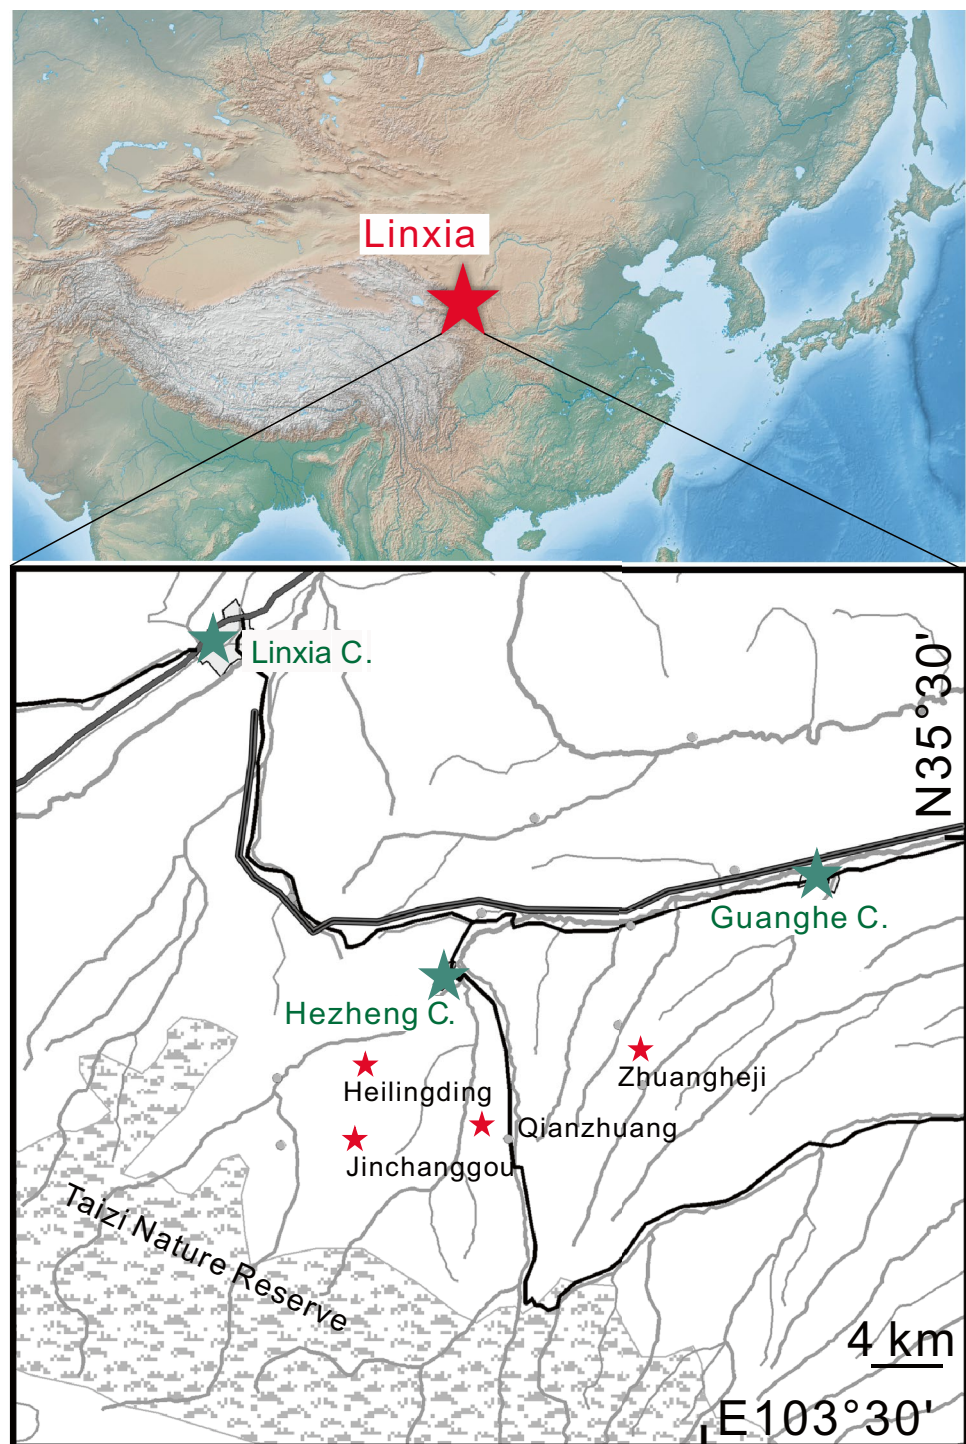 Linxia
Linxia C.
N35°30'
Guanghe C.
Hezheng C.
Zhuangheji
Heilingding
Qianzhuang
Jinchanggou
Taizi Nature Reserve
4 km
E103°30'